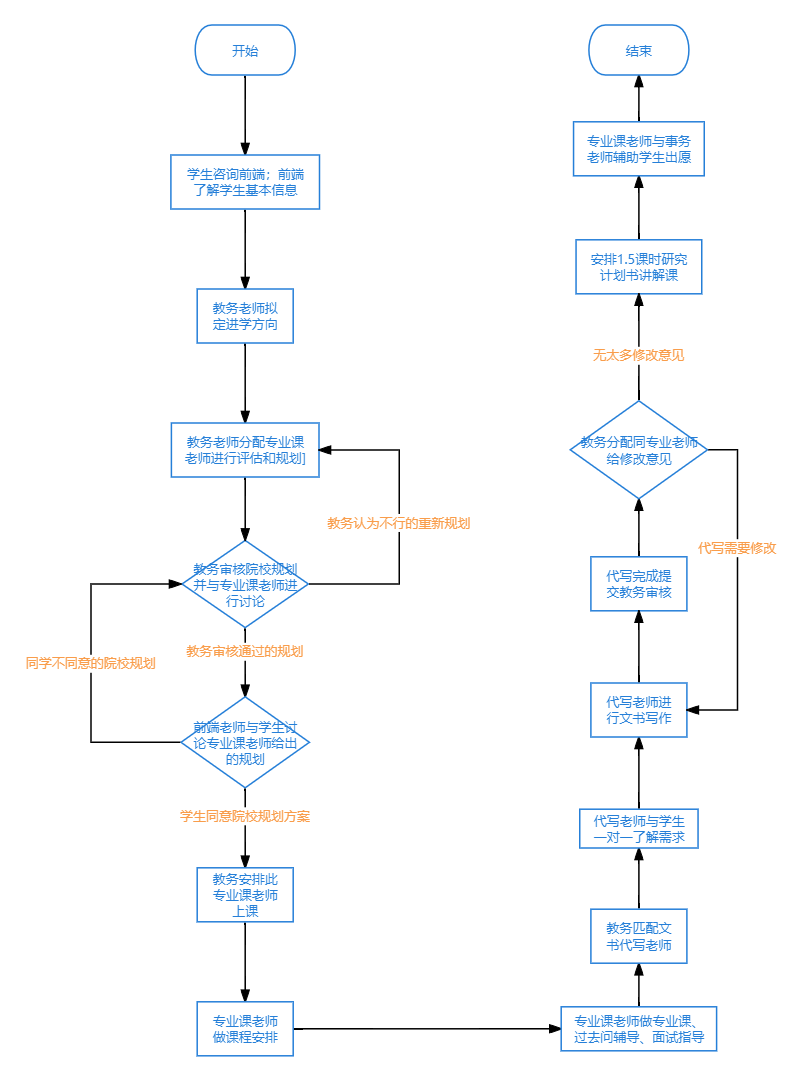 开始
学生咨询前端；前端
了解学生基本信息
教务老师拟
定进学方向
教务老师分配专业课
老师进行评估和规划]
教务认为不行的重新规划
教务审核院校规划
并与专业课老师进
行讨论
教务审核通过的规划
同学不同意的院校规划
前端老师与学生讨
论专业课老师给出
的规划
学生同意院校规划方案
教务安排此
专业课老师
上课
专业课老师
做课程安排
专业课老师做专业课、
过去问辅导、面试指导
教务匹配文
书代写老师
代写老师与学生
一对一了解需求
代写老师进
行文书写作
代写完成提
交教务审核
代写需要修改
教务分配同专业老师
给修改意见
无太多修改意见
安排1.5课时研究
计划书讲解课
专业课老师与事务
老师辅助学生出愿
结束